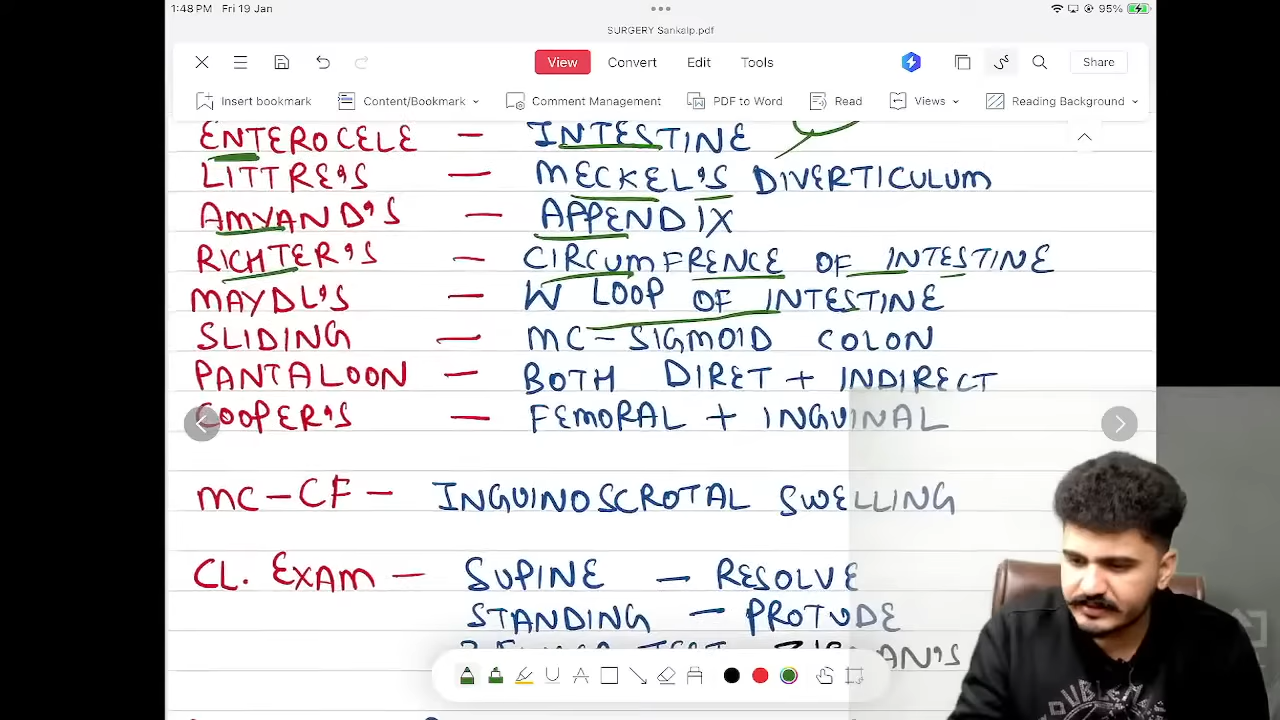 1:48 PM Fri 19 Jan
95%
SURGERY Sankalp.pdf
View Convert Edit Tools Share
Insert bookmark Content/Bookmark Comment Management PDF to Word Read Views Reading Background
ENTEROCELE — INTESTINE
LITTRE'S — MECKEL'S DIVERTICULUM
AMYAND'S — APPENDIX
RICHTER'S — CIRCUMFRENCE OF INTESTINE
MAYDL'S — W LOOP OF INTESTINE
SLIDING — MC-SIGMOID COLON
PANTALOON — BOTH DIRET + INDIRECT
COOPER'S — FEMORAL + INGUINAL
MC-CF- INGUINOSCROTAL SWELLING
CL. EXAM — SUPINE — RESOLVE
STANDING — PROTUDE